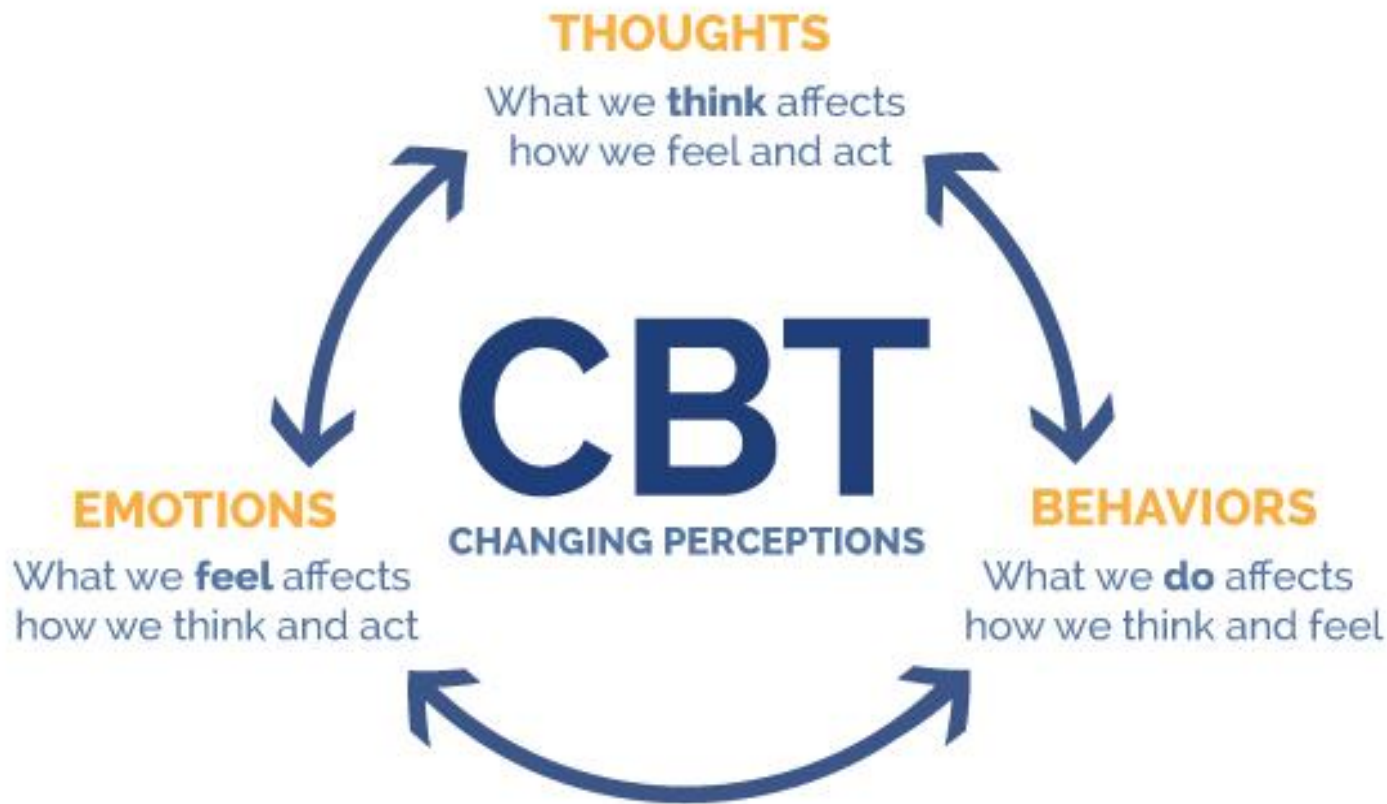 THOUGHTS
What we think affects
how we feel and act
CBT
CHANGING PERCEPTIONS
EMOTIONS
What we feel affects
how we think and act
BEHAVIORS
What we do affects
how we think and feel